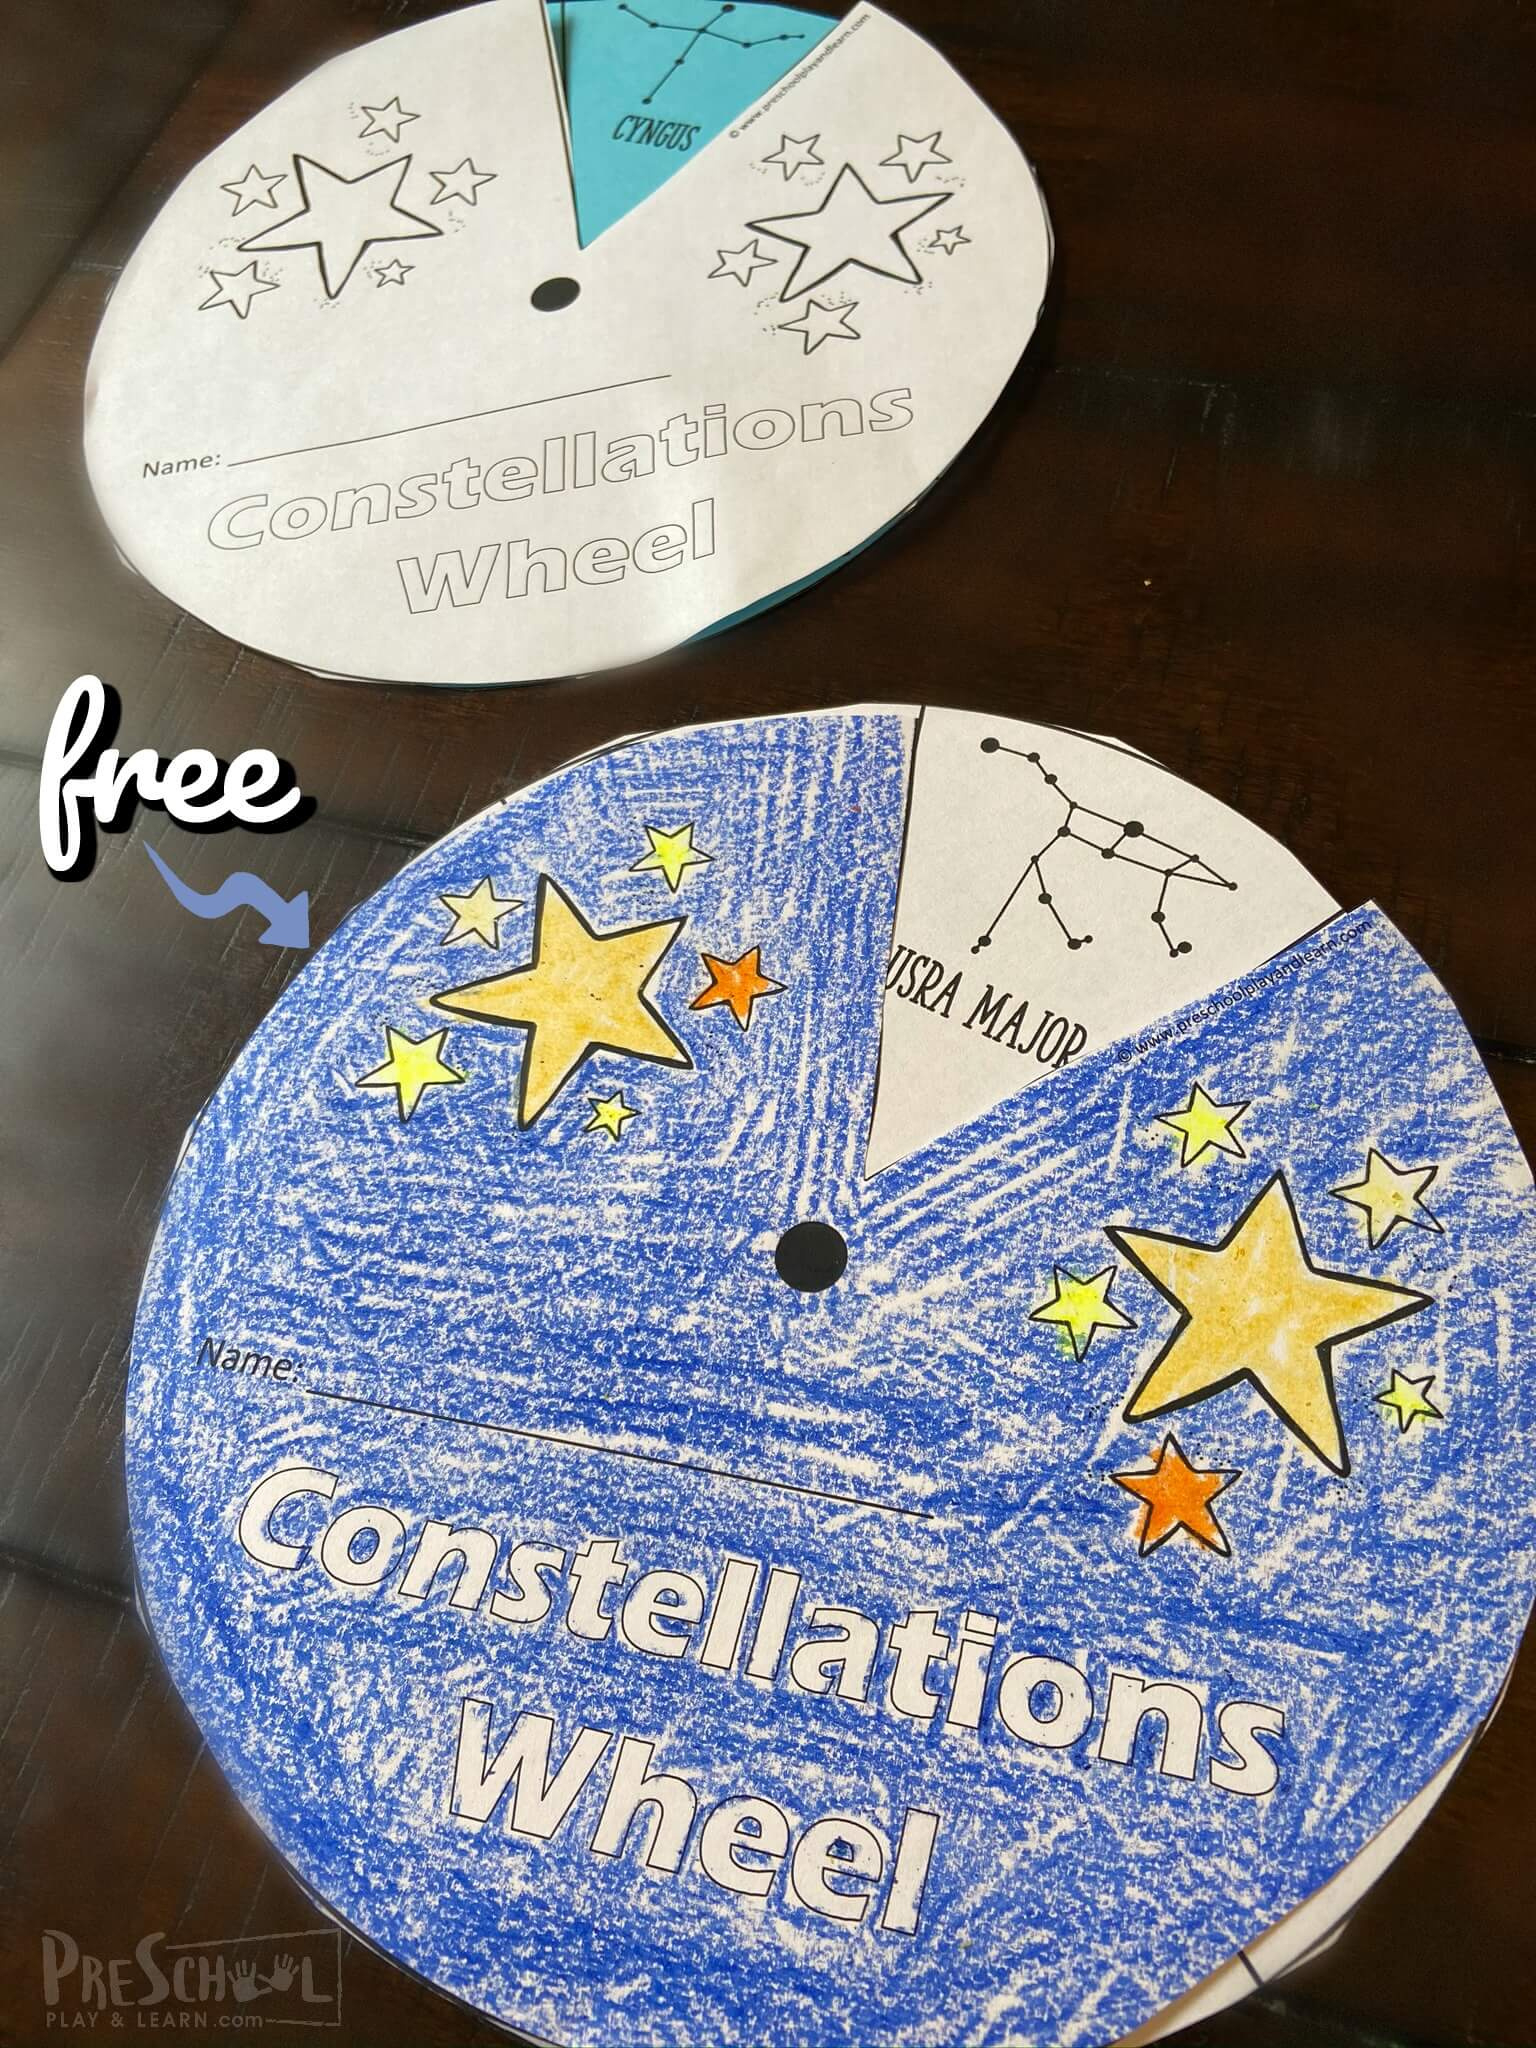 CYNGUS
© www.preschoolplayandlearn.com
Name:
Constellations
Wheel
free
USRA MAJOR
© www.preschoolplayandlearn.com
Name:
Constellations
Wheel
PRESCHOOL
PLAY & LEARN.com